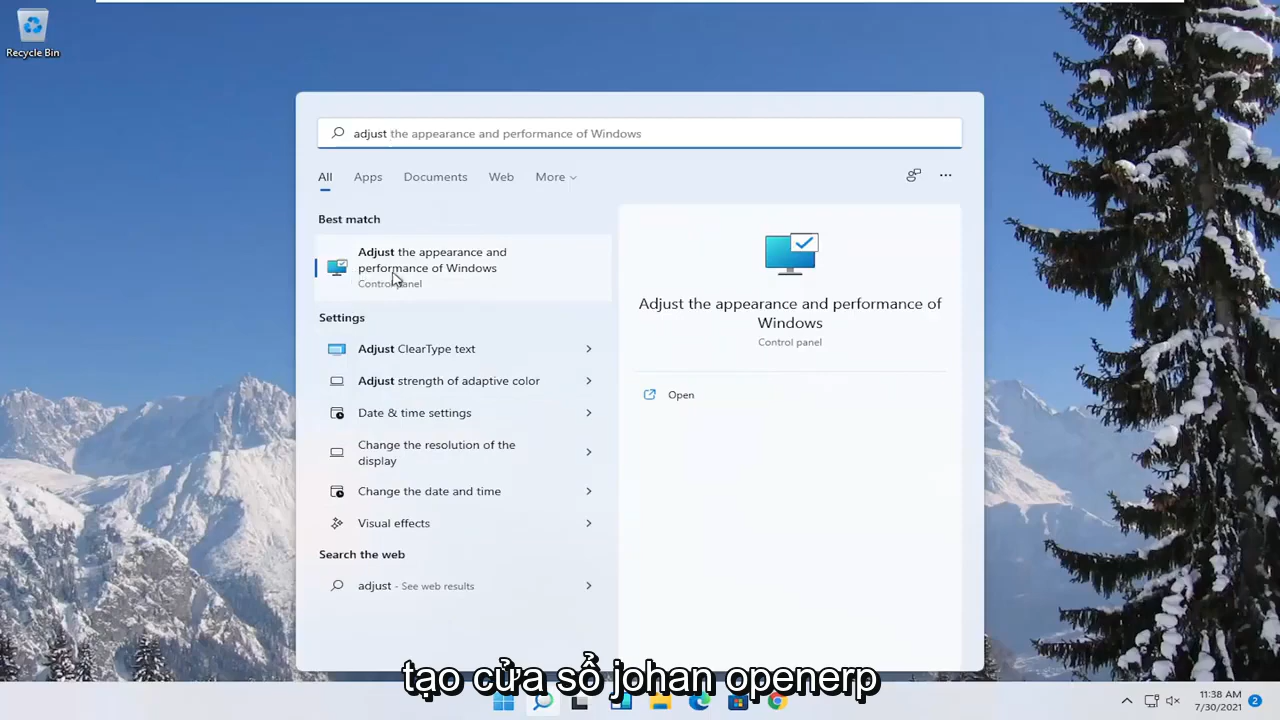 Recycle Bin
adjust the appearance and performance of Windows
All Apps Documents Web More
Best match
Adjust the appearance and
performance of Windows
Control panel
Settings
Adjust ClearType text
Adjust strength of adaptive color
Date & time settings
Change the resolution of the
display
Change the date and time
Visual effects
Search the web
adjust - See web results
Adjust the appearance and performance of
Windows
Control panel
Open
tạo cửa sổ johan openerp
11:38 AM
7/30/2021
2